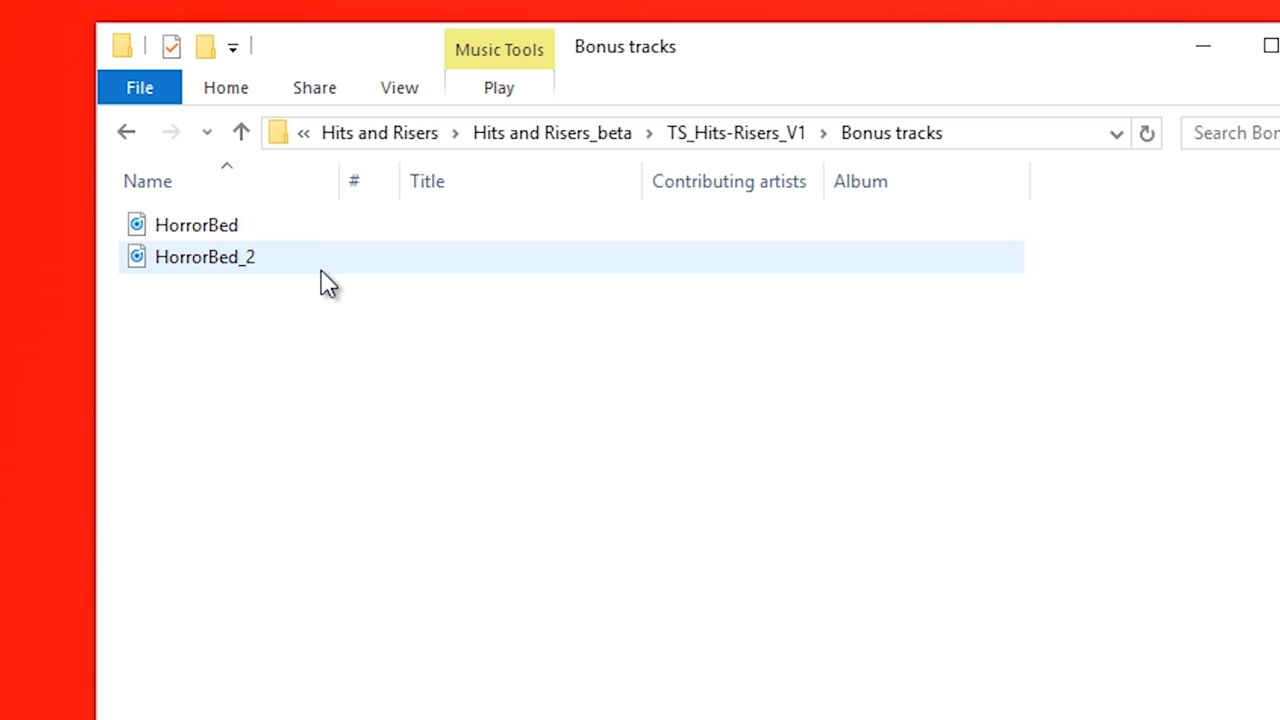 Music Tools Bonus tracks
File Home Share View Play
« Hits and Risers > Hits and Risers_beta > TS_Hits-Risers_V1 > Bonus tracks Search Bon
Name # Title Contributing artists Album
HorrorBed
HorrorBed_2